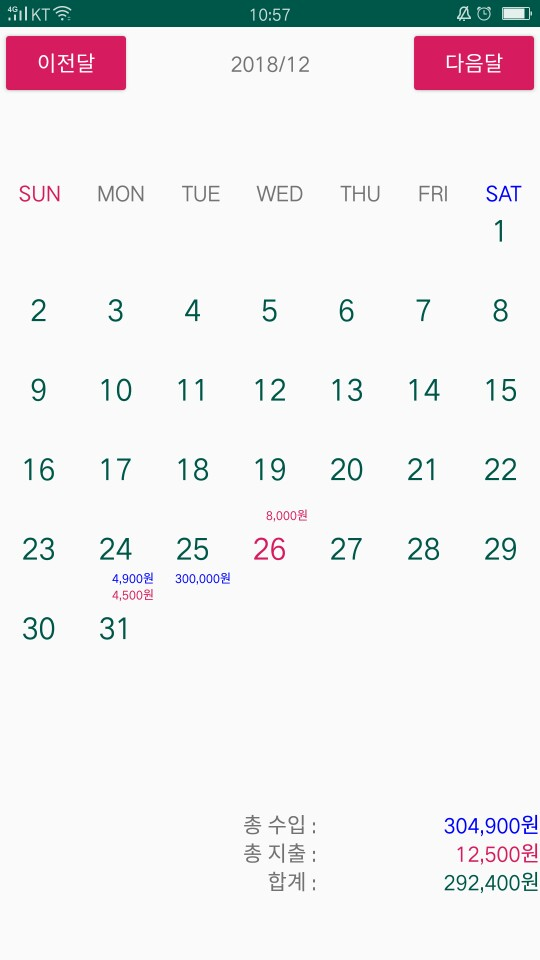 4G KT 10:57
이전달 2018/12 다음달
SUN MON TUE WED THU FRI SAT
1
2 3 4 5 6 7 8
9 10 11 12 13 14 15
16 17 18 19 20 21 22
8,000원
23 24 25 26 27 28 29
4,900원 300,000원
4,500원
30 31
총 수입 : 304,900원
총 지출 : 12,500원
합계 : 292,400원